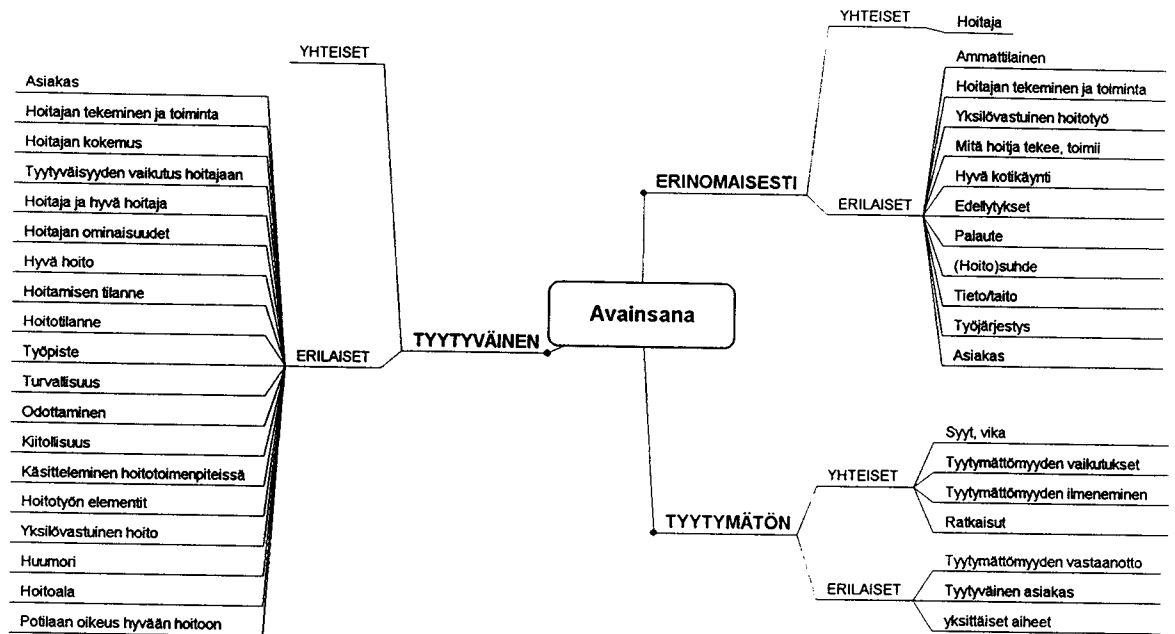 Avainsana
TYYTYVÄINEN
YHTEISET
ERILAISET
Asiakas
Hoitajan tekeminen ja toiminta
Hoitajan kokemus
Tyytyväisyyden vaikutus hoitajaan
Hoitaja ja hyvä hoitaja
Hoitajan ominaisuudet
Hyvä hoito
Hoitamisen tilanne
Hoitotilanne
Työpiste
Turvallisuus
Odottaminen
Kiitollisuus
Käsitteleminen hoitotoimenpiteissä
Hoitotyön elementit
Yksilövastuinen hoito
Huumori
Hoitoala
Potilaan oikeus hyvään hoitoon
ERINOMAISESTI
YHTEISET
Hoitaja
ERILAISET
Ammattilainen
Hoitajan tekeminen ja toiminta
Yksilövastuinen hoitotyö
Mitä hoitja tekee, toimii
Hyvä kotikäynti
Edellytykset
Palaute
(Hoito)suhde
Tieto/taito
Työjärjestys
Asiakas
TYYTYMÄTÖN
YHTEISET
Syyt, vika
Tyytymättömyyden vaikutukset
Tyytymättömyyden ilmeneminen
Ratkaisut
ERILAISET
Tyytymättömyyden vastaanotto
Tyytyväinen asiakas
yksittäiset aiheet